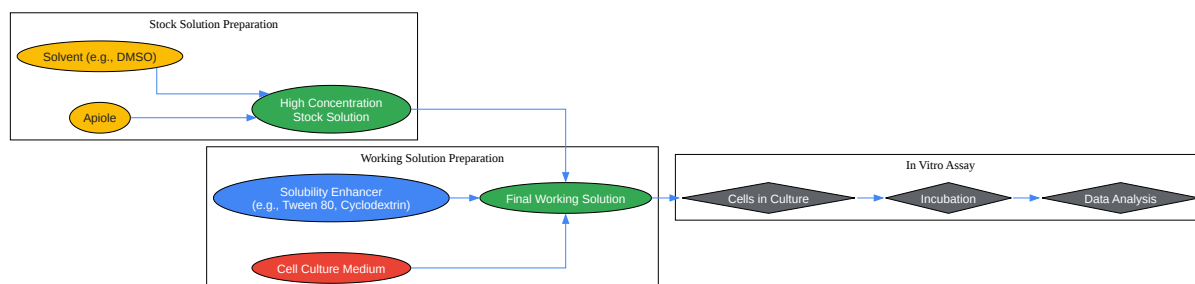 Stock Solution Preparation
Solvent (e.g., DMSO)
Apiole
High Concentration
Stock Solution
Working Solution Preparation
Solubility Enhancer
(e.g., Tween 80, Cyclodextrin)
Final Working Solution
Cell Culture Medium
In Vitro Assay
Cells in Culture
Incubation
Data Analysis